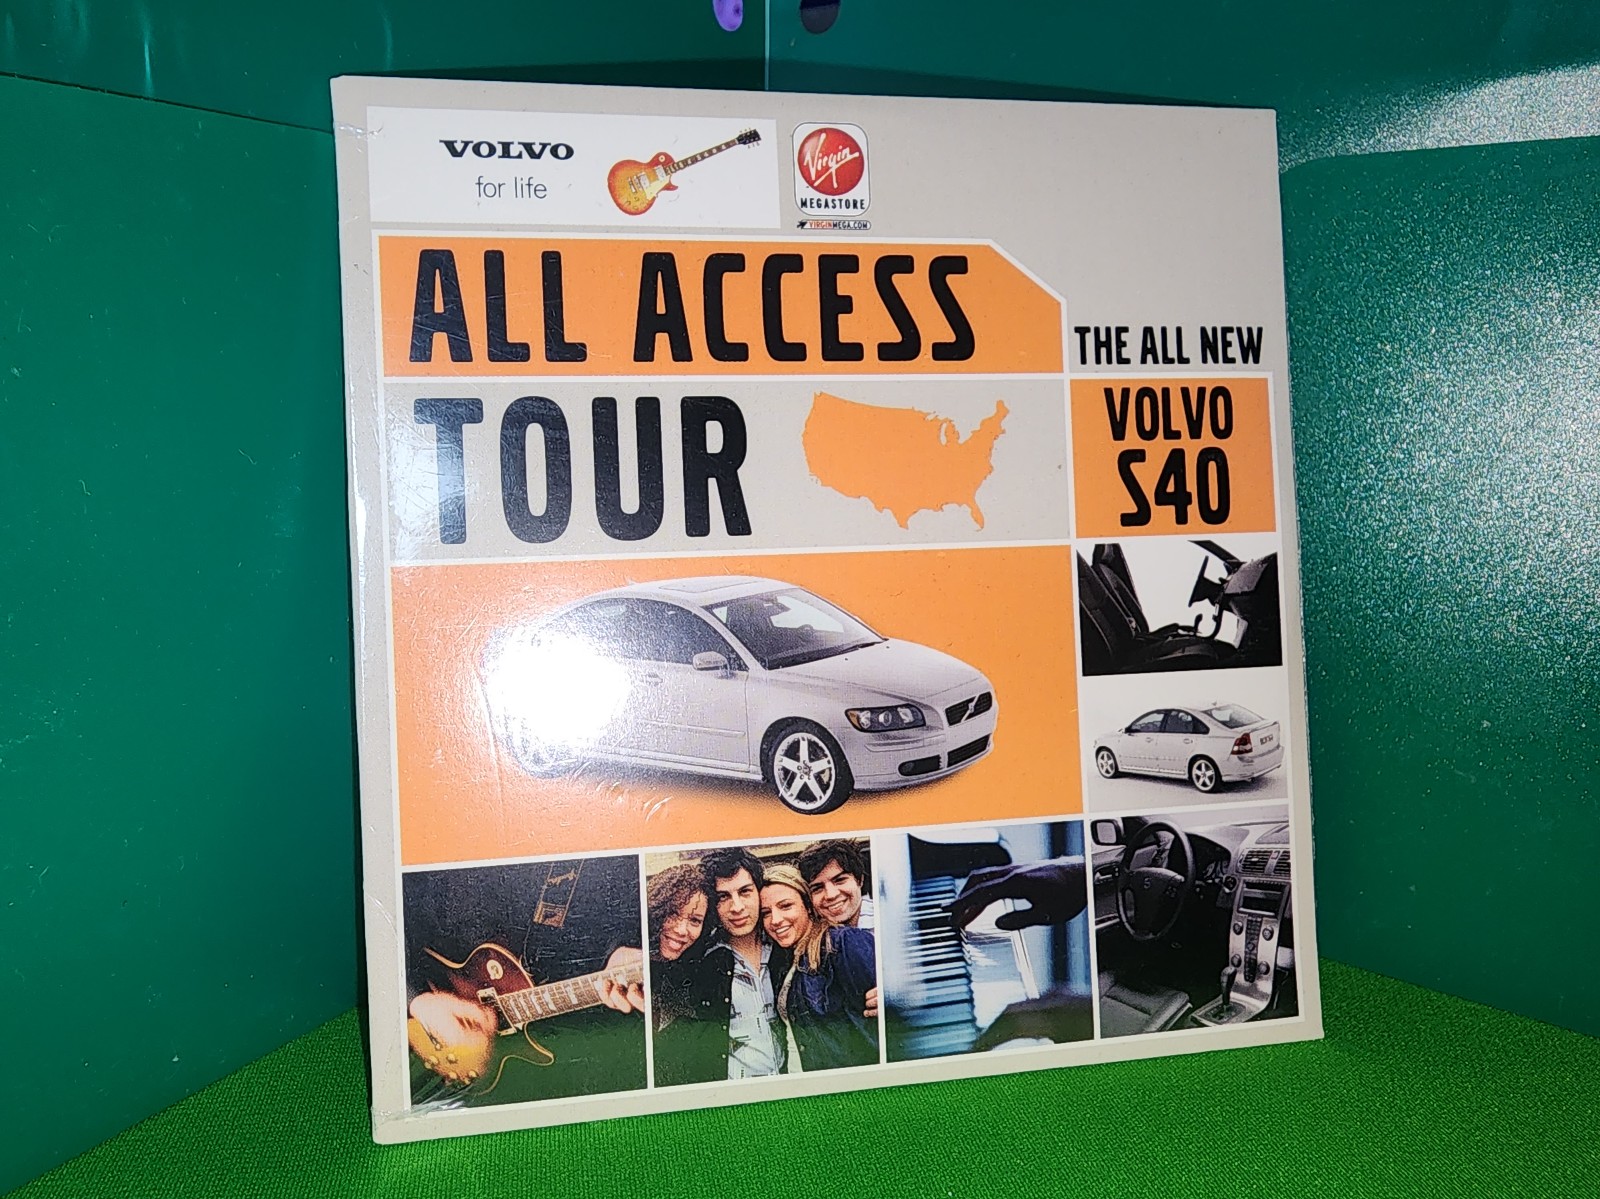 VOLVO
for life
Virgin
MEGASTORE
VIRGINMEGA.COM
ALL ACCESS
TOUR
THE ALL NEW
VOLVO
S40